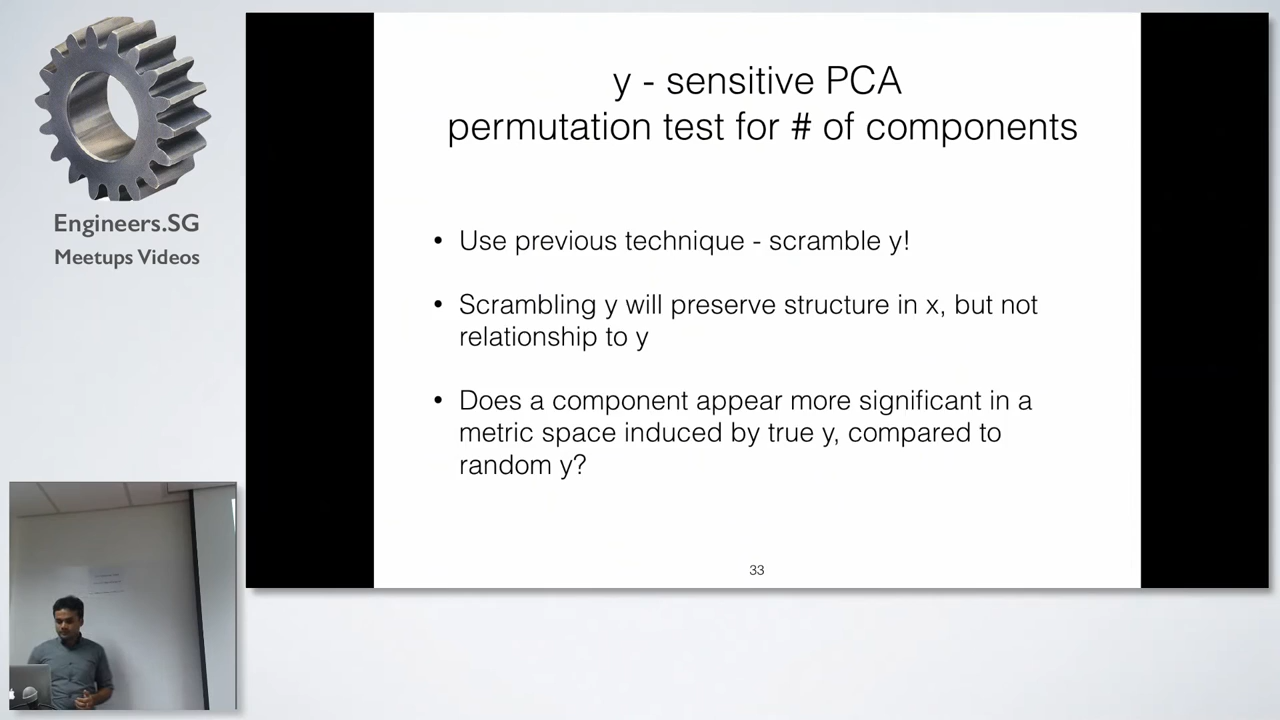 Engineers.SG
Meetups Videos
y - sensitive PCA
permutation test for # of components
• Use previous technique - scramble y!
• Scrambling y will preserve structure in x, but not
relationship to y
• Does a component appear more significant in a
metric space induced by true y, compared to
random y?
33